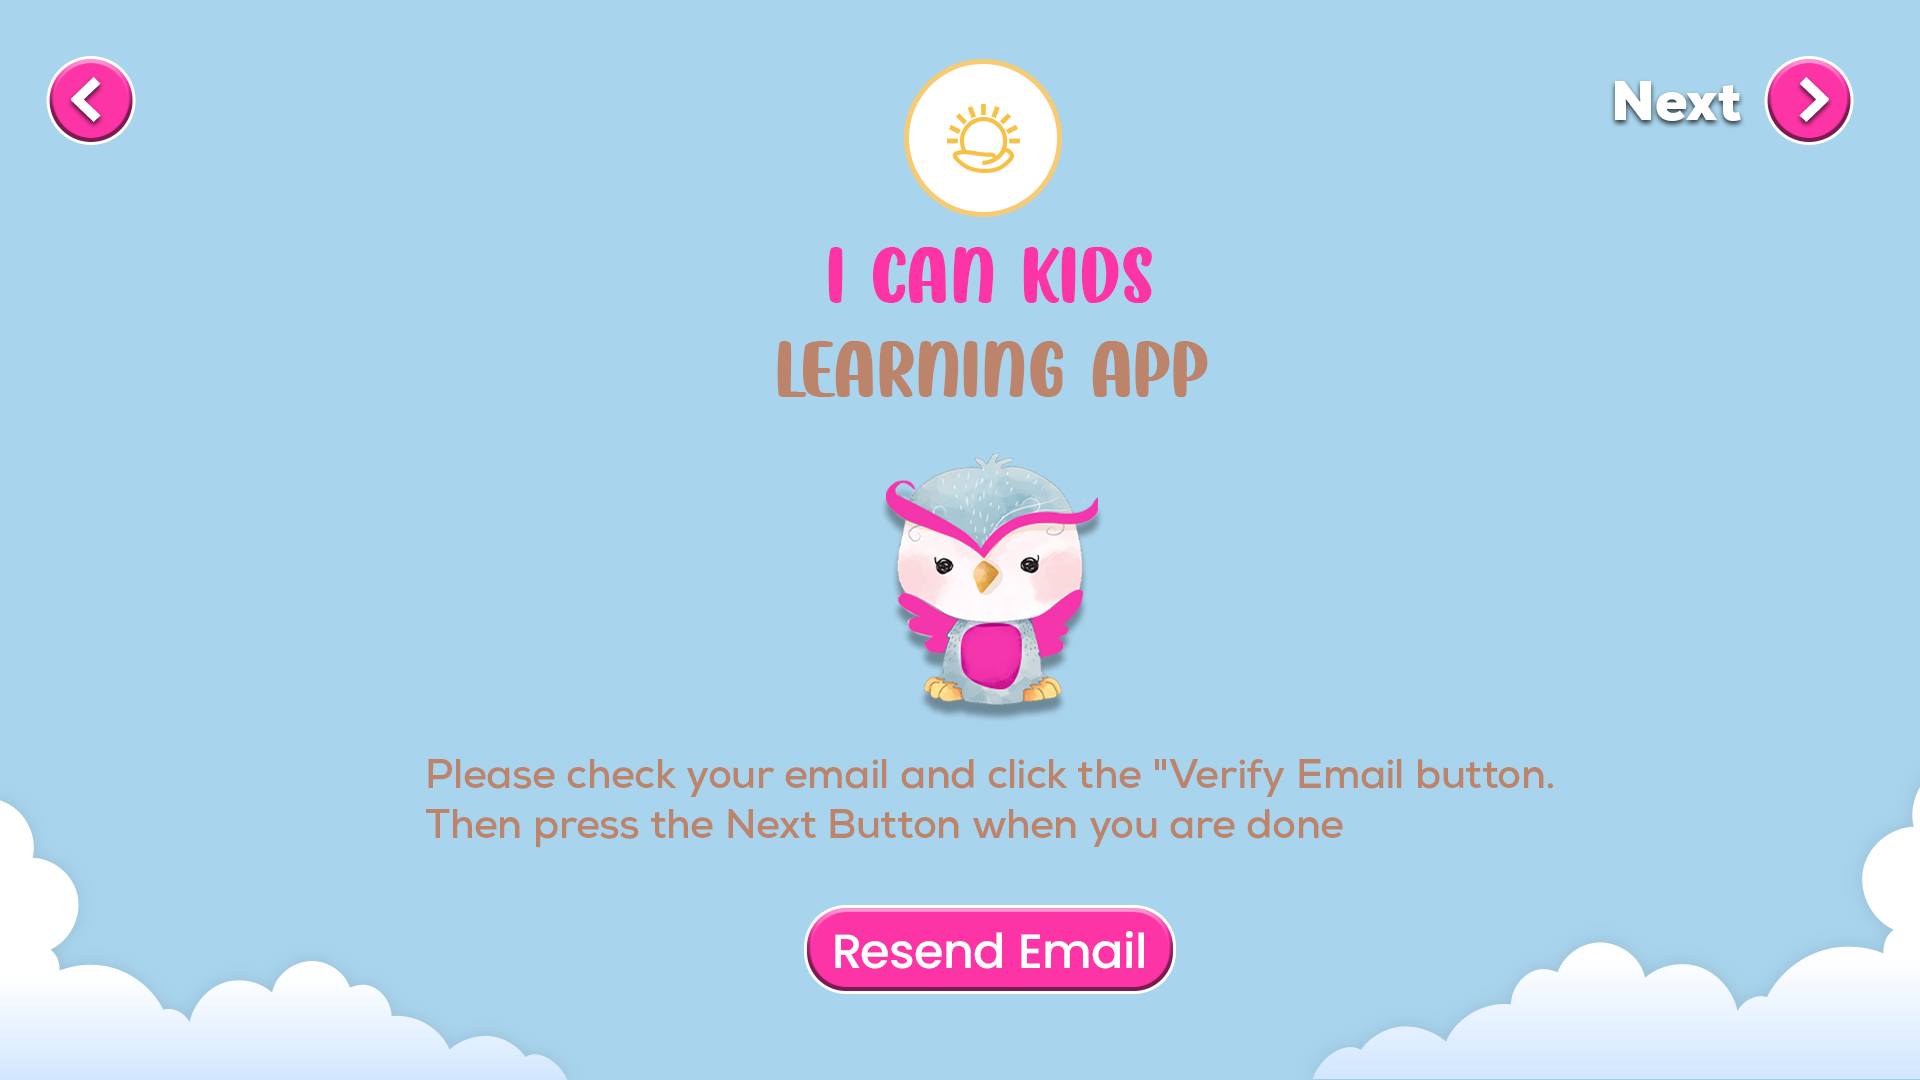 Next
I CAN KIDS
LEARNING APP
Please check your email and click the "Verify Email button.
Then press the Next Button when you are done
Resend Email